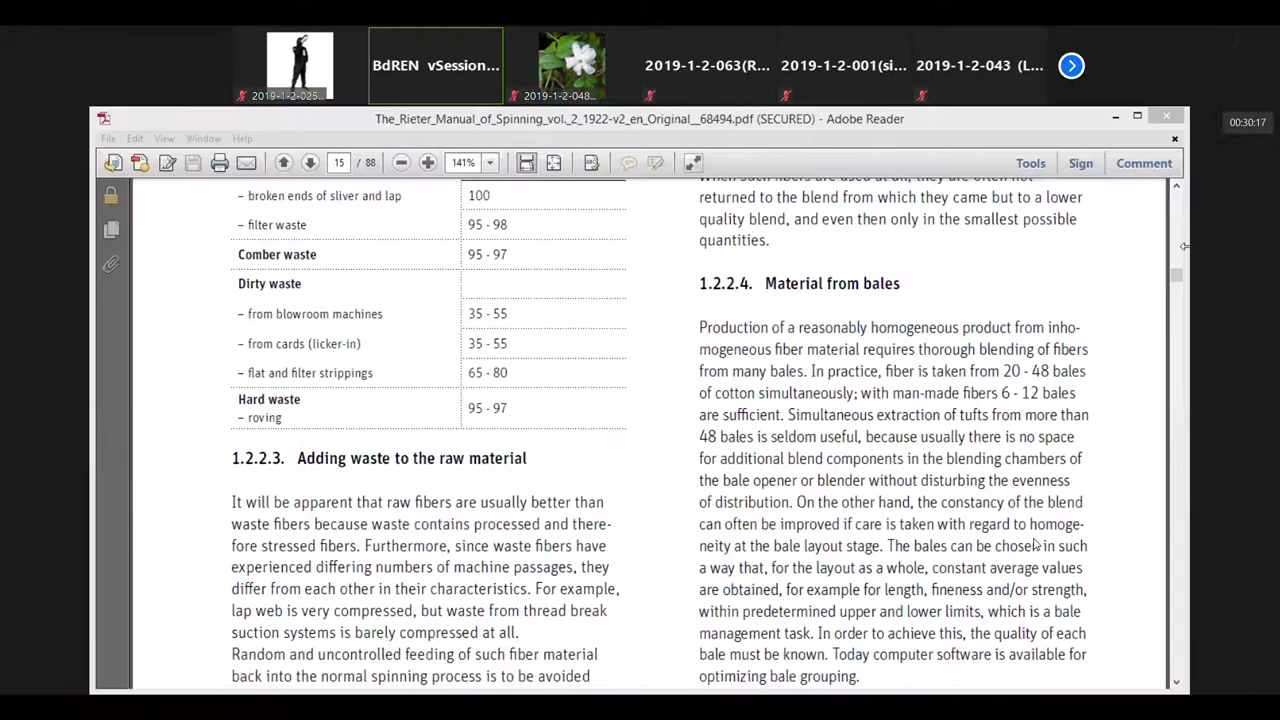 BdREN vSession...
2019-1-2-063(R...
2019-1-2-001(si...
2019-1-2-043 (L...
2019-1-2-025...
2019-1-2-048...
00:30:17
The_Rieter_Manual_of_Spinning_vol._2_1922-v2_en_Original__68494.pdf (SECURED) - Adobe Reader
File Edit View Window Help
15 / 88 141% Tools Sign Comment
– broken ends of sliver and lap 100
– filter waste 95 - 98
Comber waste 95 - 97
Dirty waste
– from blowroom machines 35 - 55
– from cards (licker-in) 35 - 55
– flat and filter strippings 65 - 80
Hard waste
– roving 95 - 97
1.2.2.3. Adding waste to the raw material
It will be apparent that raw fibers are usually better than
waste fibers because waste contains processed and there-
fore stressed fibers. Furthermore, since waste fibers have
experienced differing numbers of machine passages, they
differ from each other in their characteristics. For example,
lap web is very compressed, but waste from thread break
suction systems is barely compressed at all.
Random and uncontrolled feeding of such fiber material
back into the normal spinning process is to be avoided
When such fibers are used at all, they are often not
returned to the blend from which they came but to a lower
quality blend, and even then only in the smallest possible
quantities.
1.2.2.4. Material from bales
Production of a reasonably homogeneous product from inho-
mogeneous fiber material requires thorough blending of fibers
from many bales. In practice, fiber is taken from 20 - 48 bales
of cotton simultaneously; with man-made fibers 6 - 12 bales
are sufficient. Simultaneous extraction of tufts from more than
48 bales is seldom useful, because usually there is no space
for additional blend components in the blending chambers of
the bale opener or blender without disturbing the evenness
of distribution. On the other hand, the constancy of the blend
can often be improved if care is taken with regard to homoge-
neity at the bale layout stage. The bales can be chosen in such
a way that, for the layout as a whole, constant average values
are obtained, for example for length, fineness and/or strength,
within predetermined upper and lower limits, which is a bale
management task. In order to achieve this, the quality of each
bale must be known. Today computer software is available for
optimizing bale grouping.